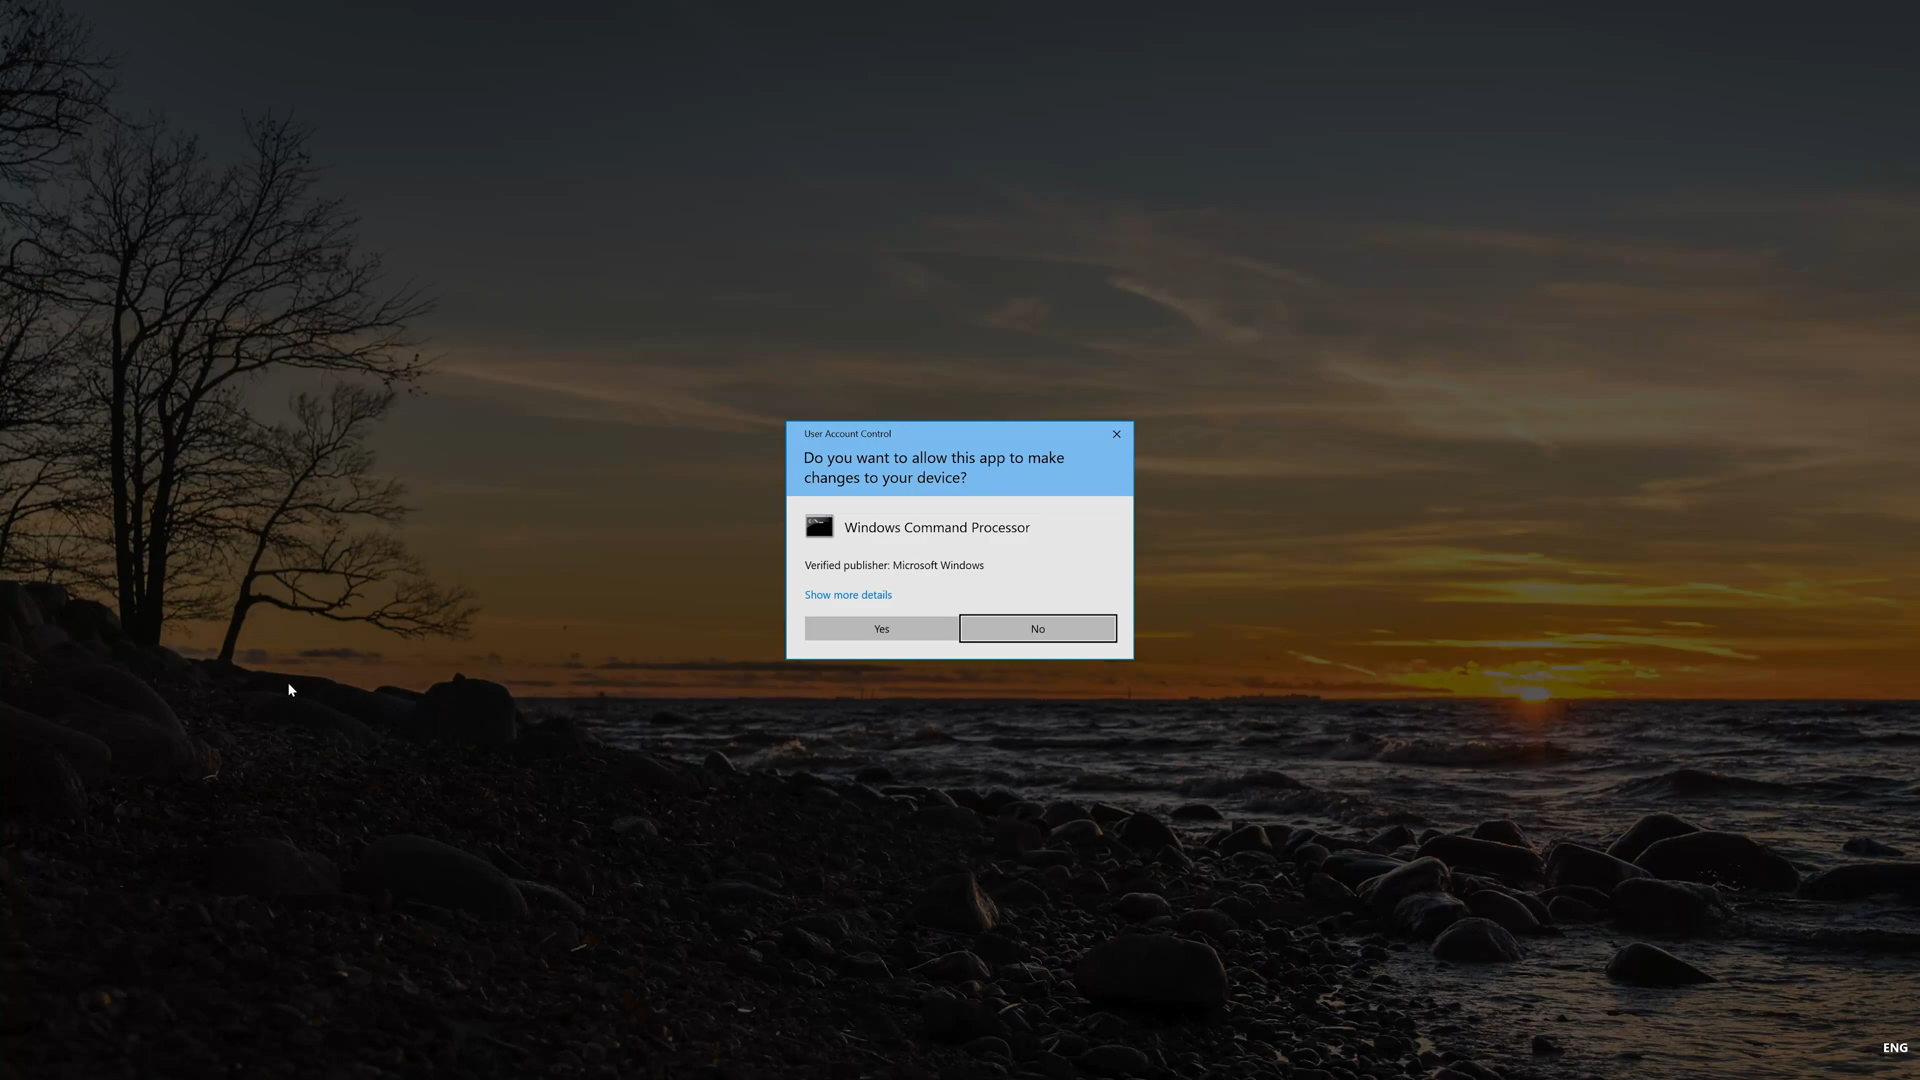 User Account Control
Do you want to allow this app to make
changes to your device?
Windows Command Processor
Verified publisher: Microsoft Windows
Show more details
Yes
No
ENG